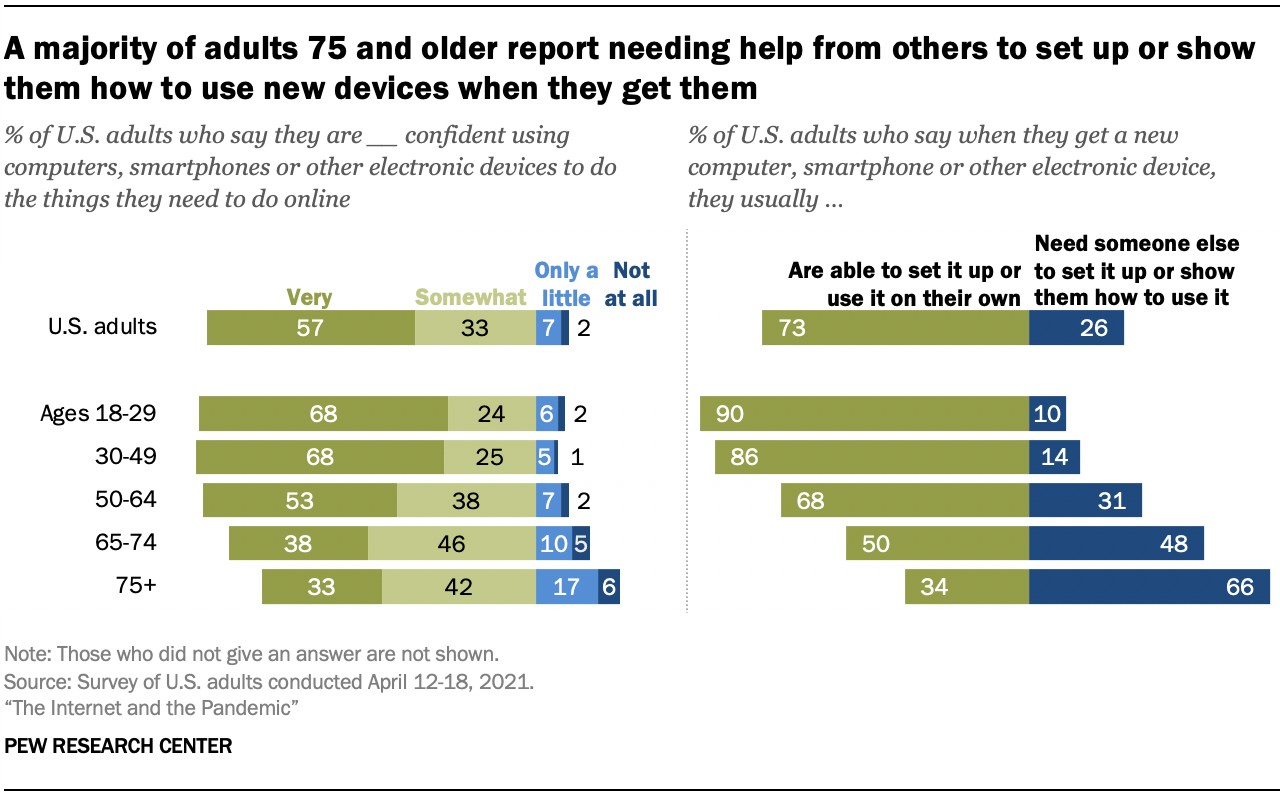 A majority of adults 75 and older report needing help from others to set up or show
them how to use new devices when they get them
% of U.S. adults who say they are __ confident using
computers, smartphones or other electronic devices to do
the things they need to do online
Very
Somewhat
Only a
little
Not
at all
U.S. adults
57 33 7 2
Ages 18-29
68 24 6 2
30-49
68 25 5 1
50-64
53 38 7 2
65-74
38 46 10 5
75+
33 42 17 6
% of U.S. adults who say when they get a new
computer, smartphone or other electronic device,
they usually ...
Are able to set it up or
use it on their own
Need someone else
to set it up or show
them how to use it
73 26
90 10
86 14
68 31
50 48
34 66
Note: Those who did not give an answer are not shown.
Source: Survey of U.S. adults conducted April 12-18, 2021.
“The Internet and the Pandemic”
PEW RESEARCH CENTER